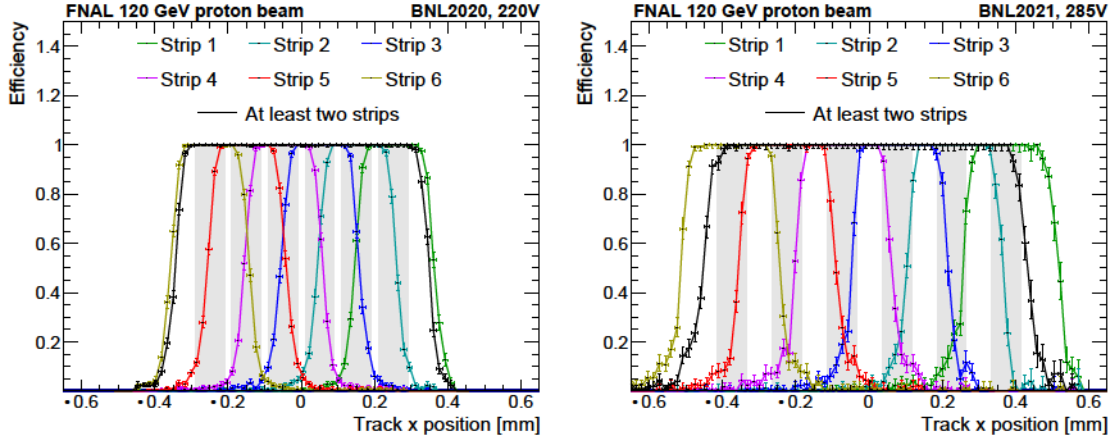 FNAL 120 GeV proton beam BNL2020, 220V
Efficiency
1.4
1.2
1
0.8
0.6
0.4
0.2
Strip 1 Strip 2 Strip 3
Strip 4 Strip 5 Strip 6
At least two strips
−0.6 −0.4 −0.2 0 0.2 0.4 0.6
Track x position [mm]
FNAL 120 GeV proton beam BNL2021, 285V
Efficiency
1.4
1.2
1
0.8
0.6
0.4
0.2
Strip 1 Strip 2 Strip 3
Strip 4 Strip 5 Strip 6
At least two strips
−0.6 −0.4 −0.2 0 0.2 0.4 0.6
Track x position [mm]